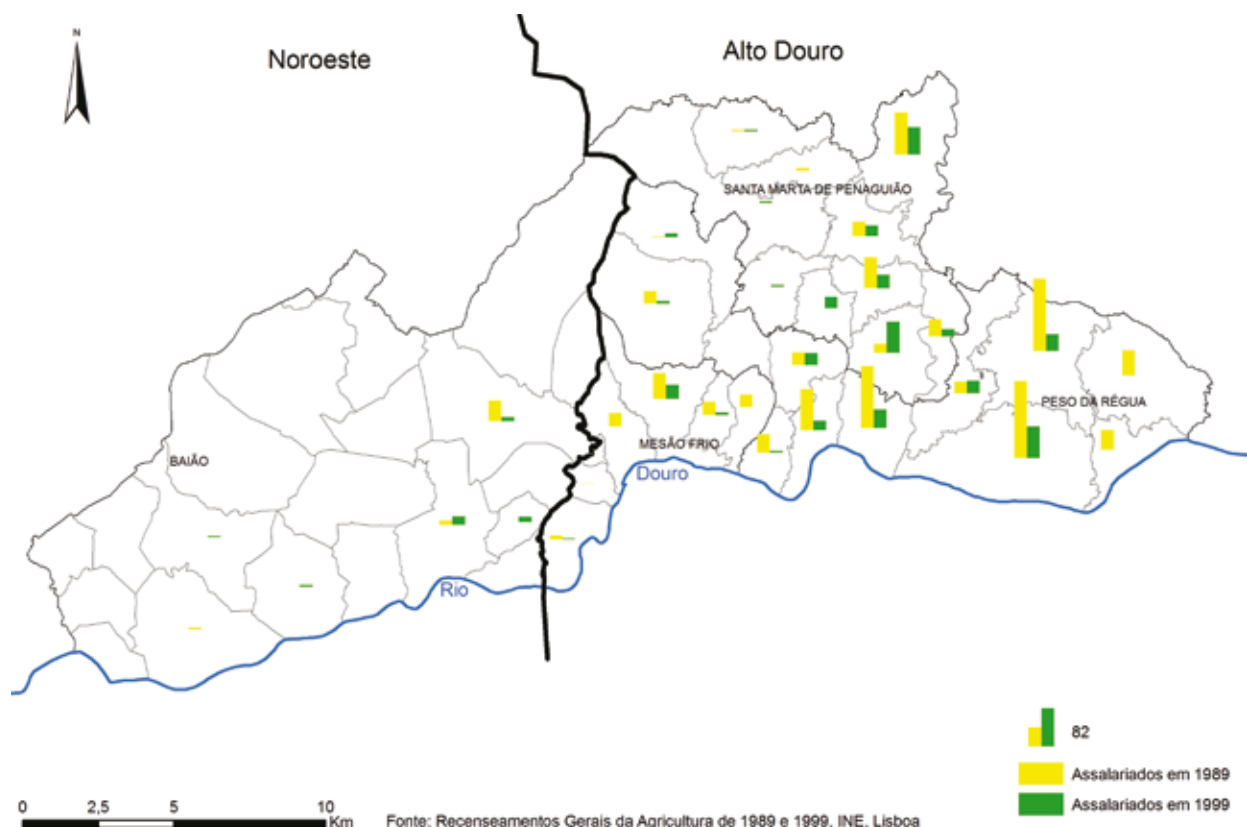 N
Noroeste
Alto Douro
SANTA MARTA DE PENAGUIÃO
PESO DA RÉGUA
MESÃO FRIO
BAIÃO
Douro
Rio
82
Assalariados em 1989
Assalariados em 1999
0 2,5 5 10
Km
Fonte: Recenseamentos Gerais da Agricultura de 1989 e 1999, INE, Lisboa